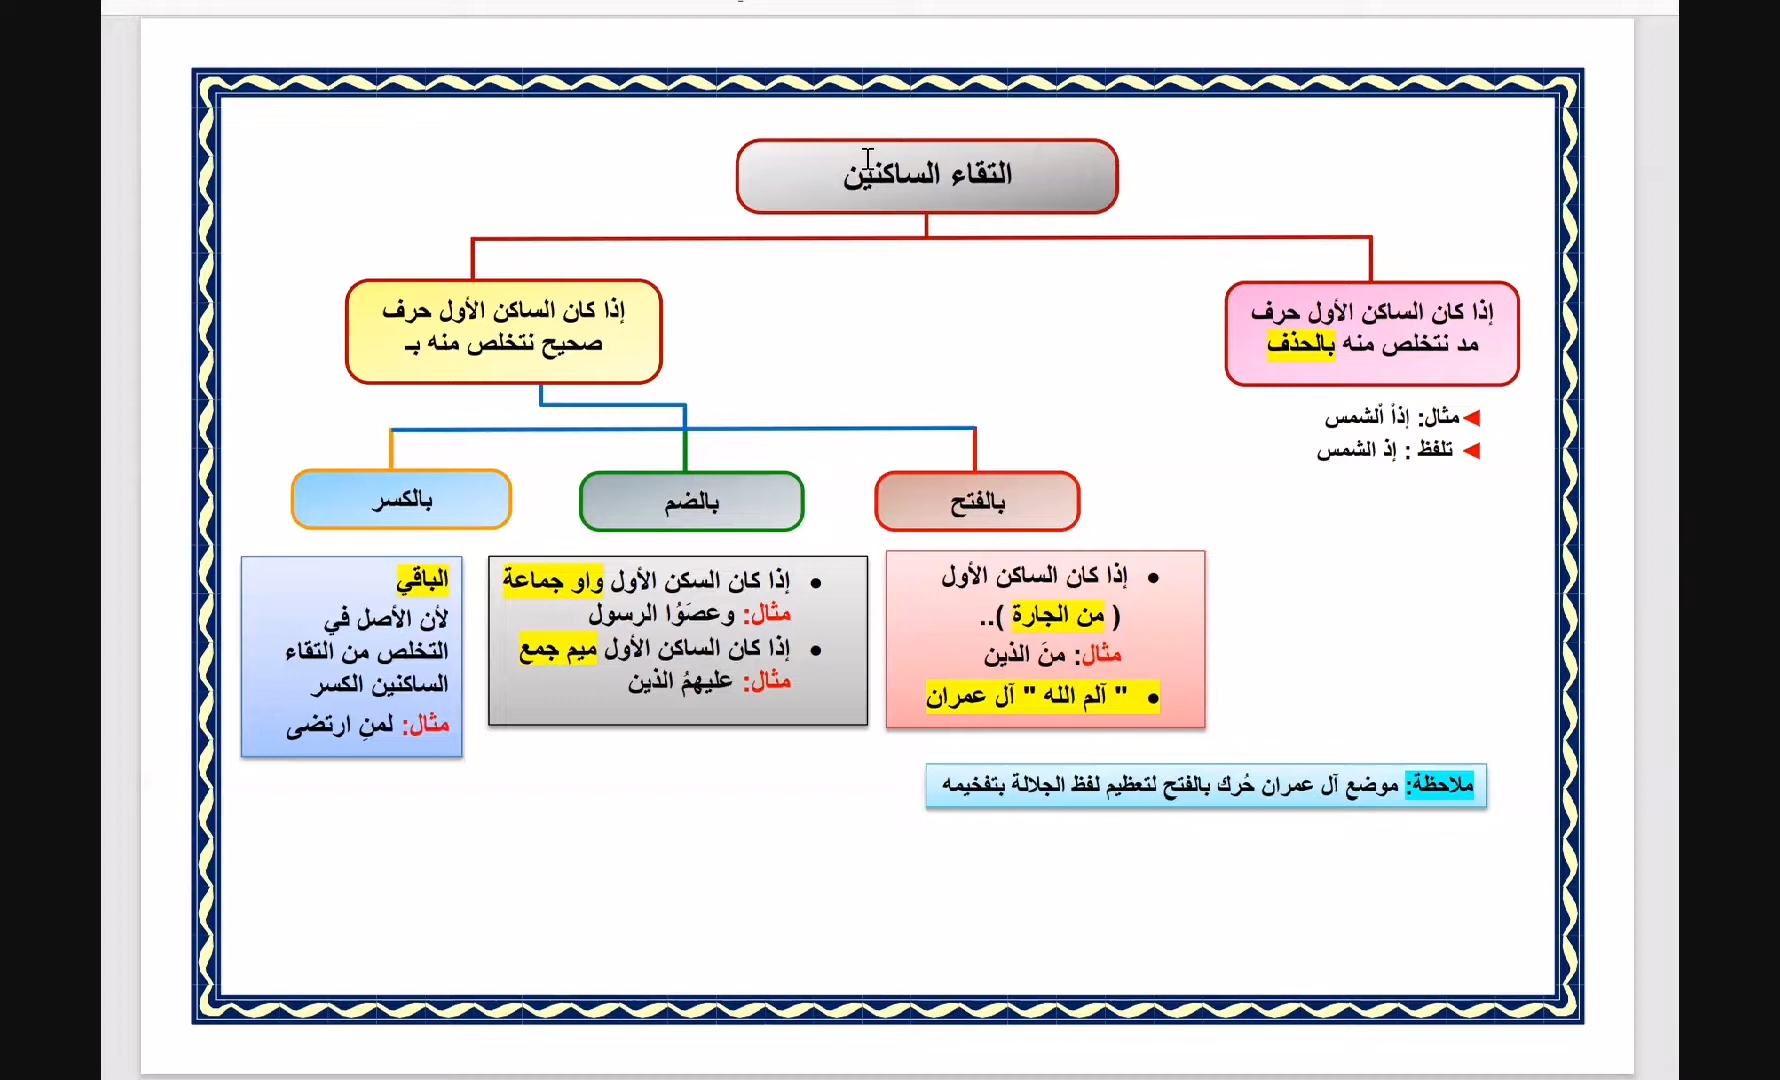 التقاء الساكنين
إذا كان الساكن الأول حرف
مد نتخلص منه بالحذف
مثال: إذاْ اْلشمس
تلفظ : إذ الشمس
إذا كان الساكن الأول حرف
صحيح نتخلص منه بـ
بالفتح
إذا كان الساكن الأول
( من الجارة )..
مثال: منَ الذين
" آلم الله " آل عمران
بالضم
إذا كان السكن الأول واو جماعة
مثال: وعصَوُا الرسول
إذا كان الساكن الأول ميم جمع
مثال: عليهمُ الذين
بالكسر
الباقي
لأن الأصل في
التخلص من التقاء
الساكنين الكسر
مثال: لمنِ ارتضى
ملاحظة: موضع آل عمران حُرك بالفتح لتعظيم لفظ الجلالة بتفخيمه